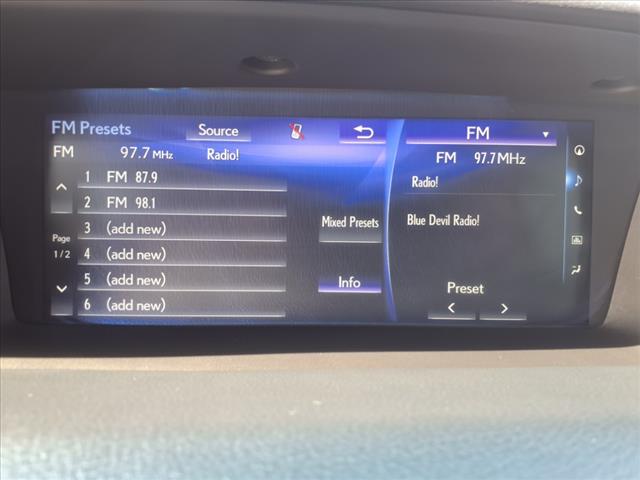 FM Presets
Source
FM 97.7 MHz Radio!
1 FM 87.9
2 FM 98.1
3 (add new)
4 (add new)
5 (add new)
6 (add new)
Page
1/2
Mixed Presets
Info
FM
FM 97.7 MHz
Radio!
Blue Devil Radio!
Preset